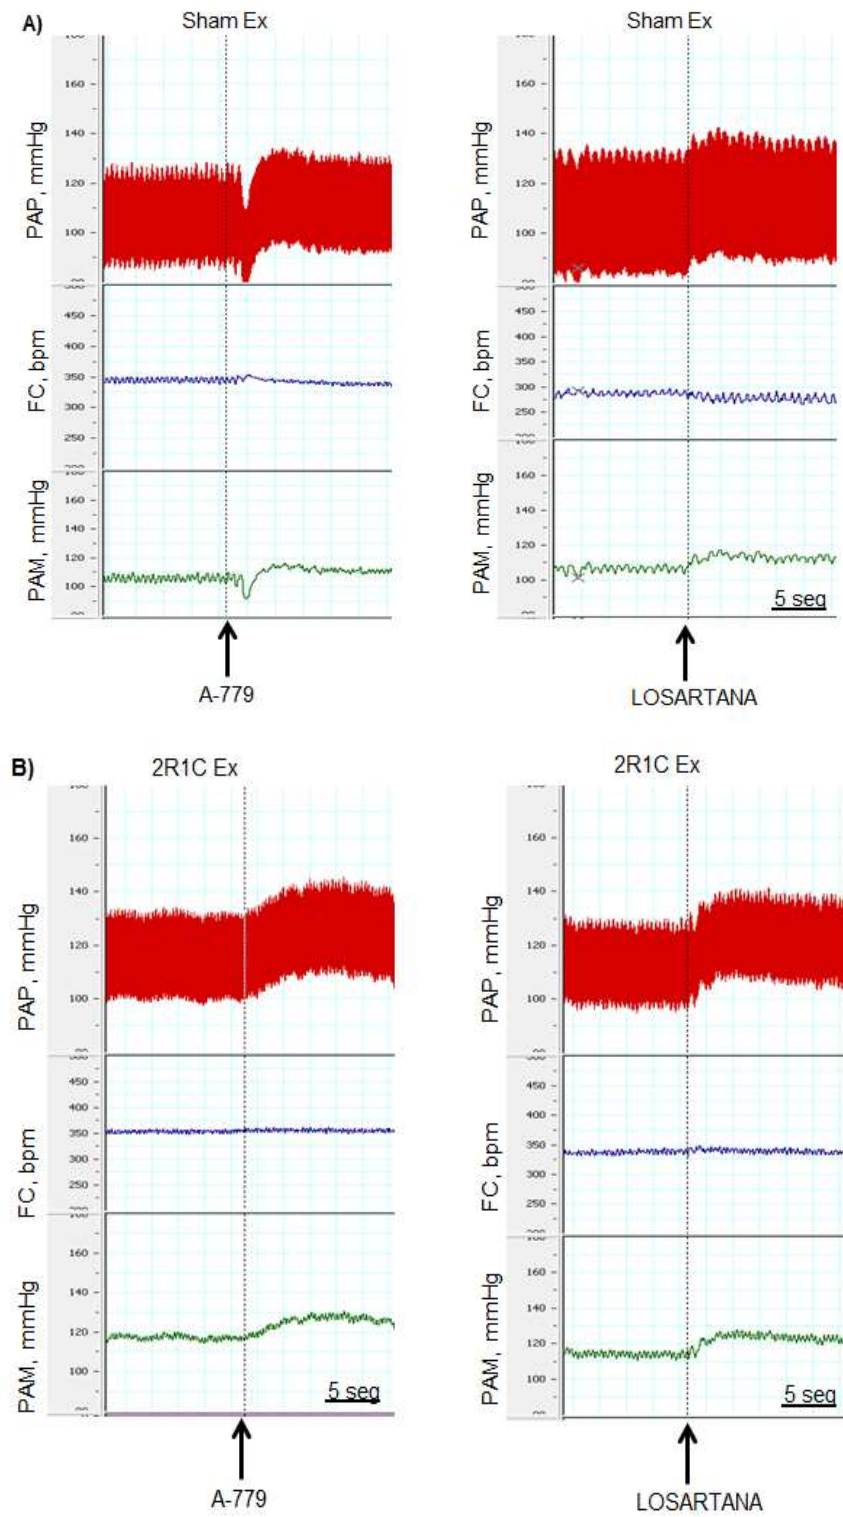 A)
Sham Ex
PAP, mmHg
160
140
120
100
FC, bpm
450
400
350
300
250
PAM, mmHg
160
140
120
100
A-779
Sham Ex
PAP, mmHg
160
140
120
100
FC, bpm
450
400
350
300
250
PAM, mmHg
160
140
120
100
5 seg
LOSARTANA
B)
2R1C Ex
PAP, mmHg
160
140
120
100
FC, bpm
450
400
350
300
250
PAM, mmHg
160
140
120
100
5 seg
A-779
2R1C Ex
PAP, mmHg
160
140
120
100
FC, bpm
450
400
350
300
250
PAM, mmHg
160
140
120
100
5 seg
LOSARTANA